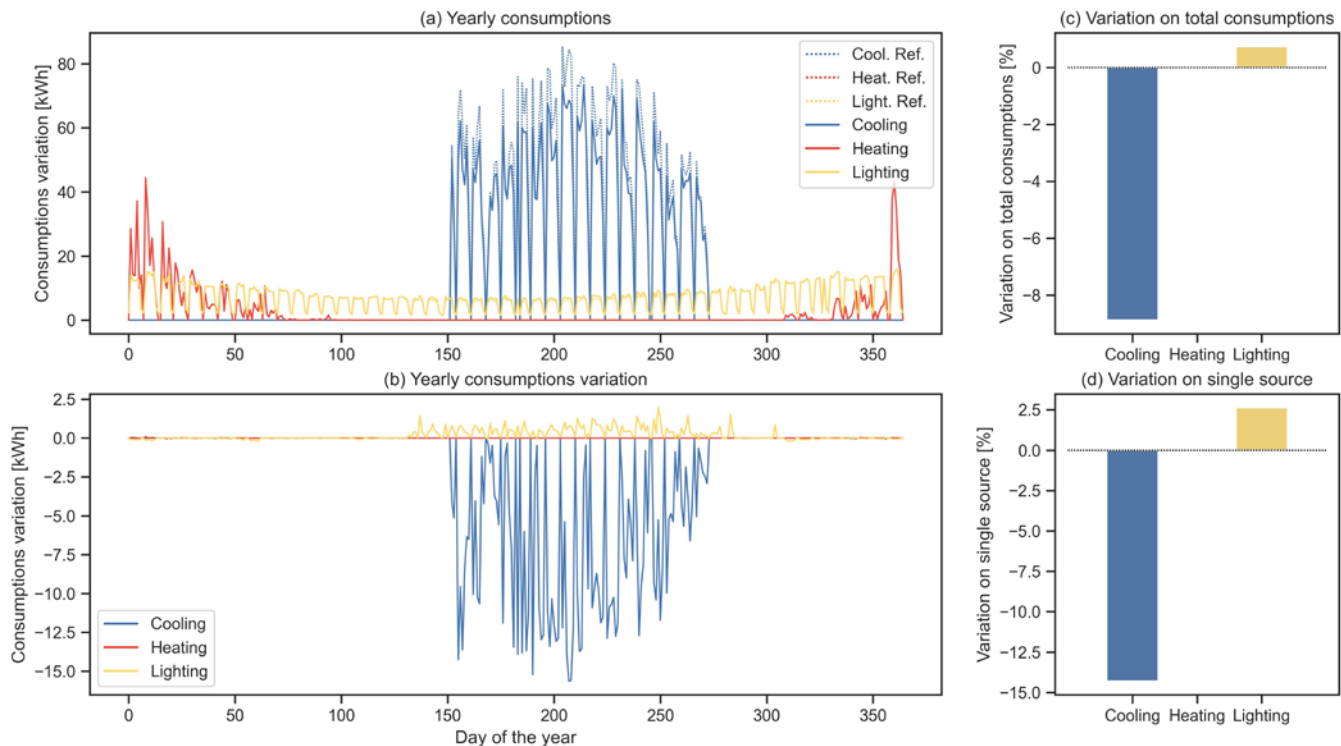 (a) Yearly consumptions
Consumptions variation [kWh]
80
60
40
20
0
Cool. Ref.
Heat. Ref.
Light. Ref.
Cooling
Heating
Lighting
0 50 100 150 200 250 300 350
(c) Variation on total consumptions
Variation on total consumptions [%]
0
−2
−4
−6
−8
Cooling Heating Lighting
(b) Yearly consumptions variation
Consumptions variation [kWh]
2.5
0.0
−2.5
−5.0
−7.5
−10.0
−12.5
−15.0
Cooling
Heating
Lighting
0 50 100 150 200 250 300 350
Day of the year
(d) Variation on single source
Variation on single source [%]
2.5
0.0
−2.5
−5.0
−7.5
−10.0
−12.5
−15.0
Cooling Heating Lighting